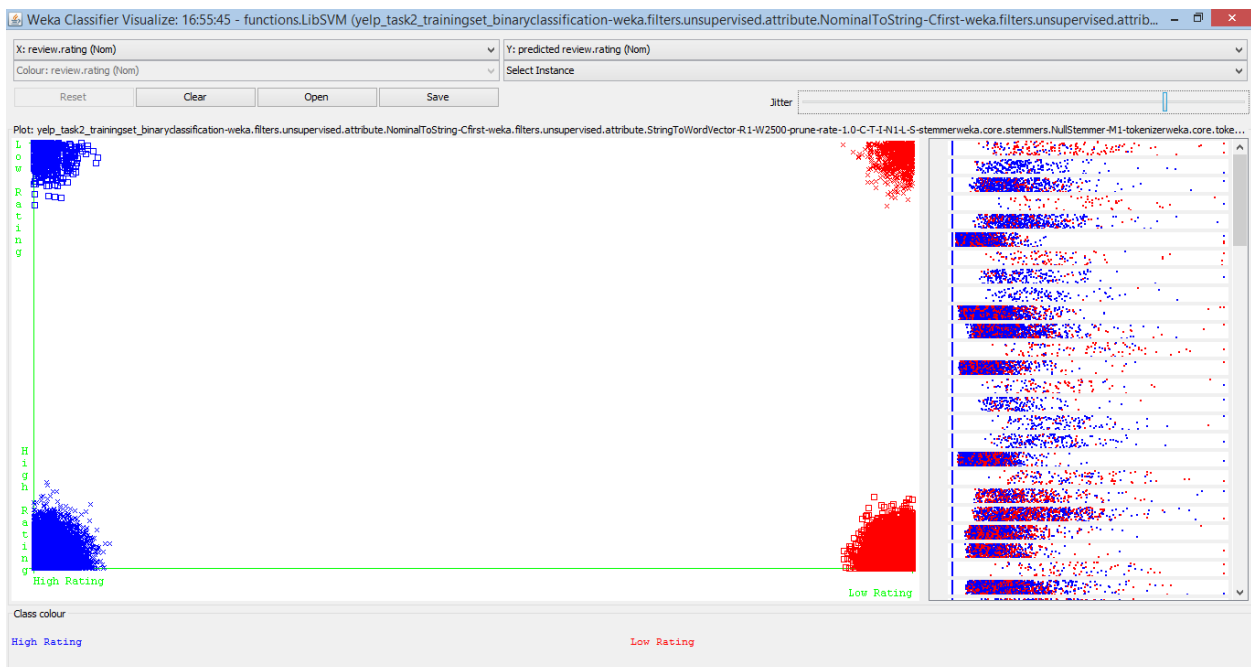 Weka Classifier Visualize: 16:55:45 - functions.LibSVM (yelp_task2_trainingset_binaryclassification-weka.filters.unsupervised.attribute.NominalToString-Cfirst-weka.filters.unsupervised.attrib...
X: review.rating (Nom)
Y: predicted review.rating (Nom)
Colour: review.rating (Nom)
Select Instance
Reset
Clear
Open
Save
Jitter
Plot: yelp_task2_trainingset_binaryclassification-weka.filters.unsupervised.attribute.NominalToString-Cfirst-weka.filters.unsupervised.attribute.StringToWordVector-R1-W2500-prune-rate-1.0-C-T-I-N1-L-S-stemmerweka.core.stemmers.NullStemmer-M1-tokenizerweka.core.toke...
Low Rating
High Rating
High Rating
Low Rating
Class colour
High Rating
Low Rating